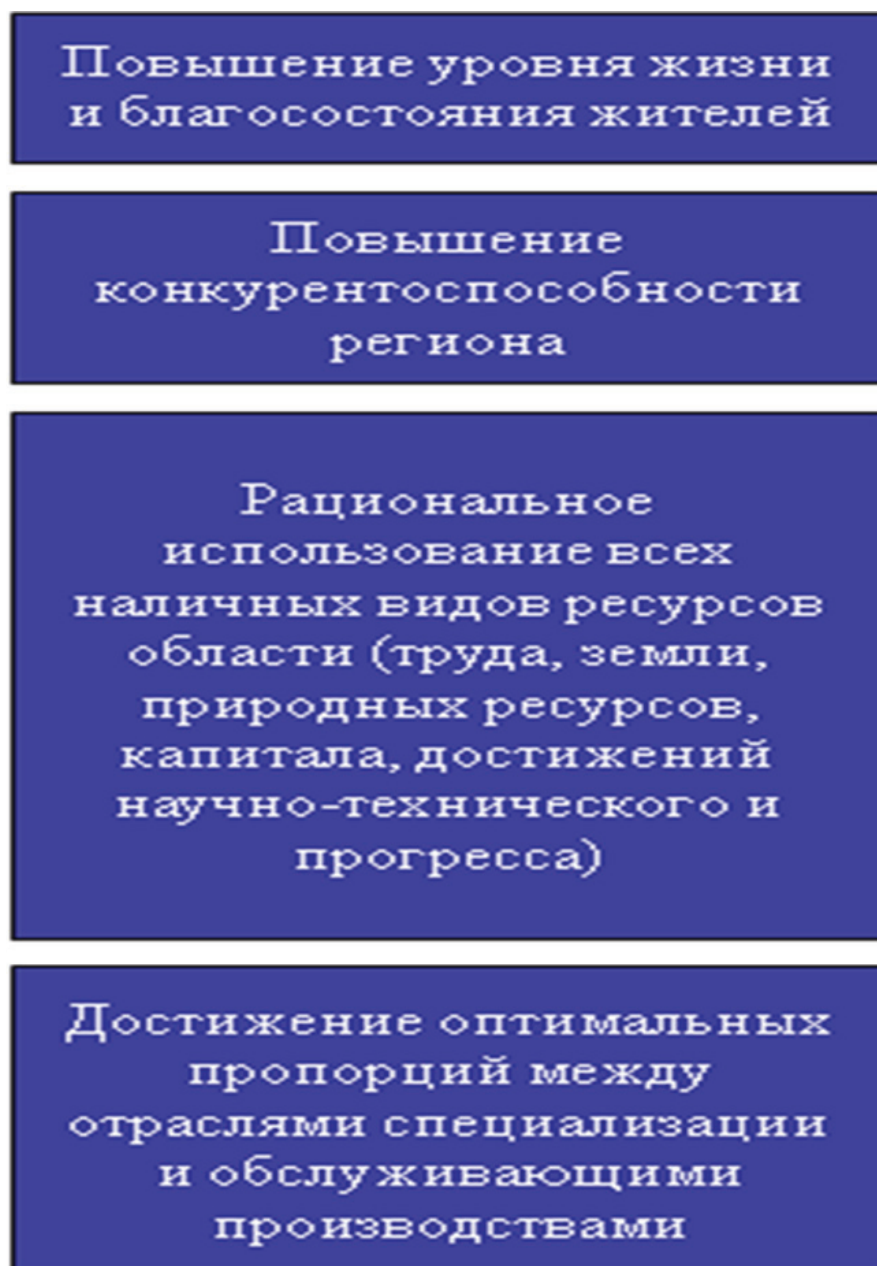 Повышение уровня жизни
и благосостояния жителей
Повышение
конкурентоспособности
региона
Рациональное
использование всех
наличных видов ресурсов
области (труда, земли,
природных ресурсов,
капитала, достижений
научно-технического и
прогресса)
Достижение оптимальных
пропорций между
отраслями специализации
и обслуживающими
производствами